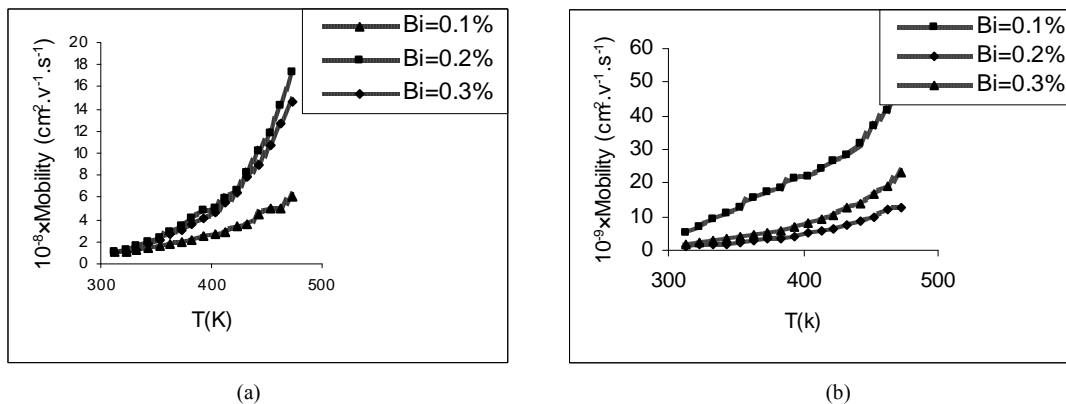 Bi=0.1%
Bi=0.2%
Bi=0.3%
10⁻⁸×Mobility (cm².v⁻¹.s⁻¹)
20
18
16
14
12
10
8
6
4
2
0
300
400
500
T(K)
(a)
Bi=0.1%
Bi=0.2%
Bi=0.3%
10⁻⁹×Mobility (cm².v⁻¹.s⁻¹)
60
50
40
30
20
10
0
300
400
500
T(k)
(b)